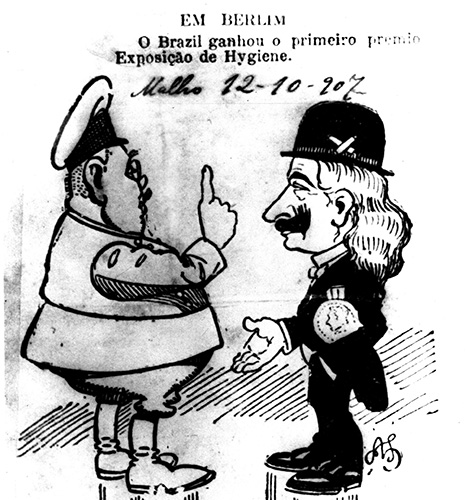 EM BERLIM
O Brazil ganhou o primeiro premio
Exposição de Hygiene.
Malho 12-10-907